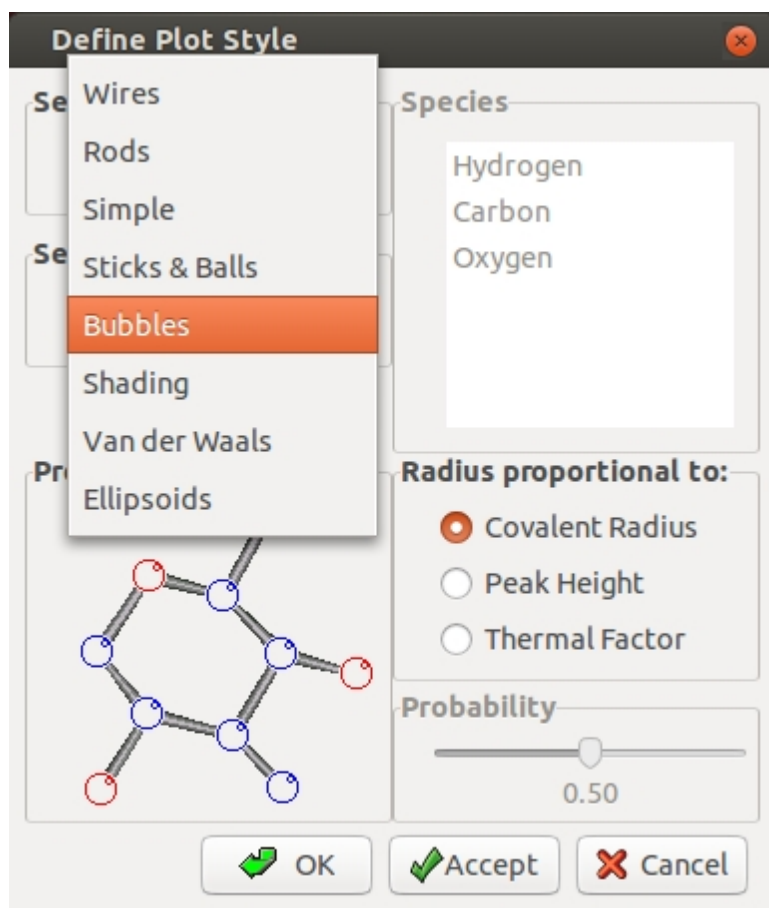 Define Plot Style
Se
Wires
Rods
Simple
Se
Sticks & Balls
Bubbles
Shading
Van der Waals
Ellipsoids
Pr
Species
Hydrogen
Carbon
Oxygen
Radius proportional to:
Covalent Radius
Peak Height
Thermal Factor
Probability
0.50
OK
Accept
Cancel